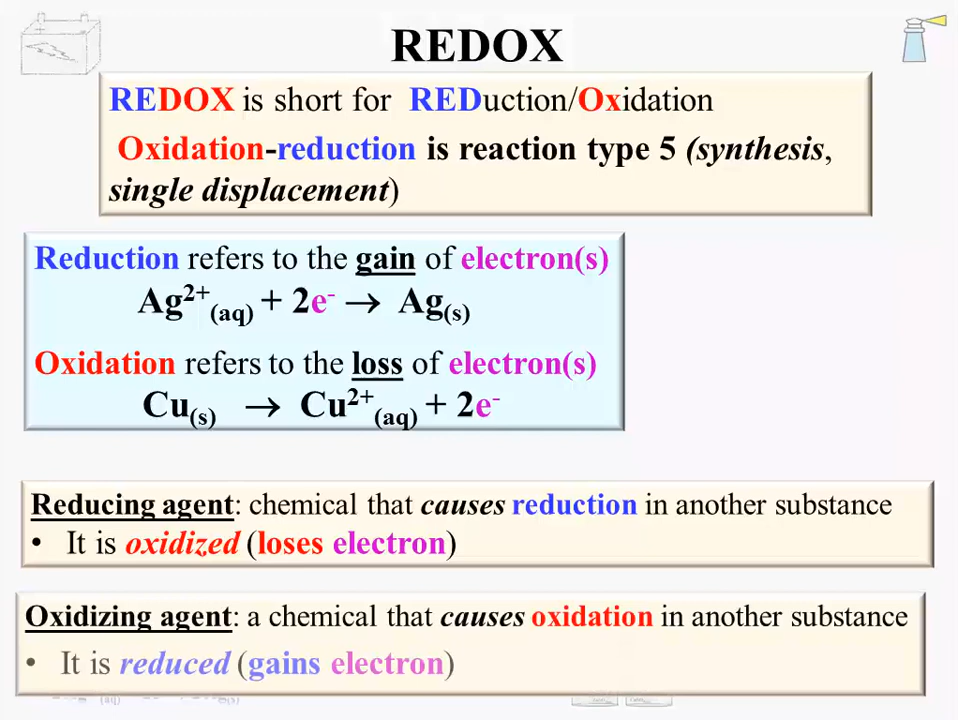 REDOX
REDOX is short for REDuction/Oxidation
Oxidation-reduction is reaction type 5 (synthesis,
single displacement)
Reduction refers to the gain of electron(s)
Ag²⁺(aq) + 2e⁻ → Ag(s)
Oxidation refers to the loss of electron(s)
Cu(s) → Cu²⁺(aq) + 2e⁻
Reducing agent: chemical that causes reduction in another substance
• It is oxidized (loses electron)
Oxidizing agent: a chemical that causes oxidation in another substance
• It is reduced (gains electron)